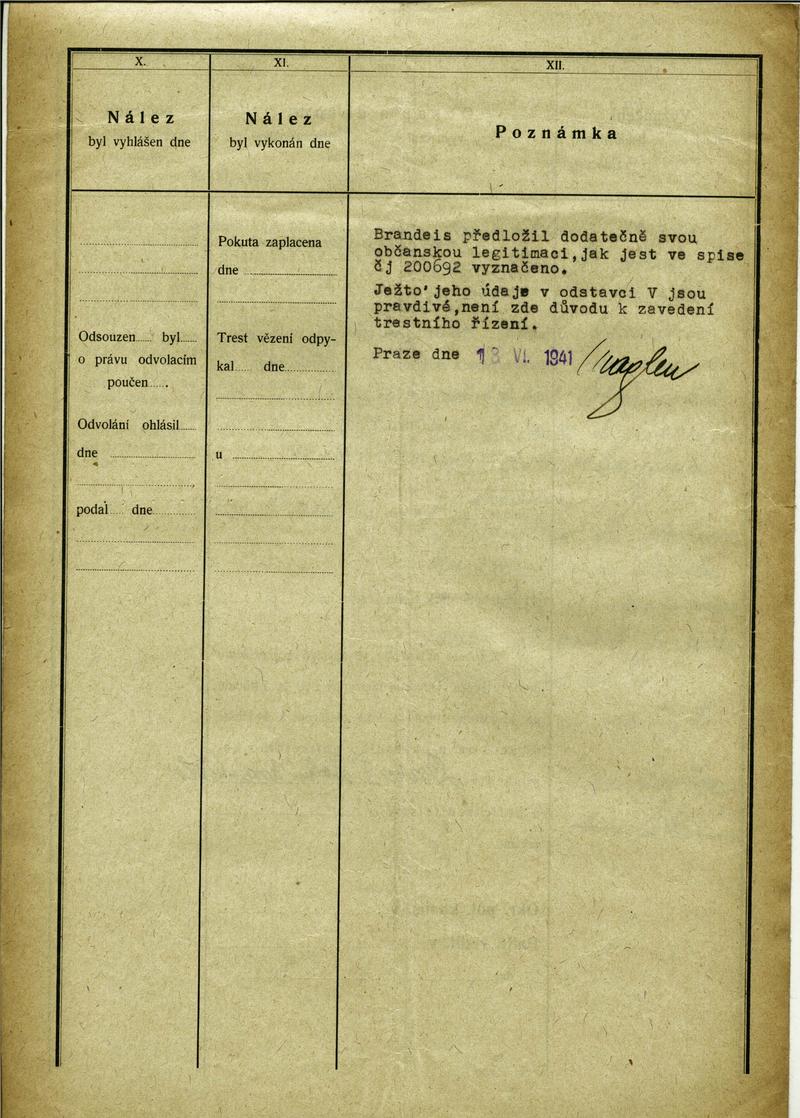 X.
Nález
byl vyhlášen dne
Odsouzen...... byl......
o právu odvolacím
poučen...... .
Odvolání ohlásil......
dne ......
podal...... dne......
XI.
Nález
byl vykonán dne
Pokuta zaplacena
dne ......
Trest vězení odpy-
kal...... dne......
u ......
XII.
Poznámka
Brandeis předložil dodatečně svou
občanskou legitimaci,jak jest ve spise
čj 200692 vyznačeno.
Ježto' jeho údaje v odstavci V jsou
pravdivé,není zde důvodu k zavedení
trestního řízení.
Praze dne VI. 1941